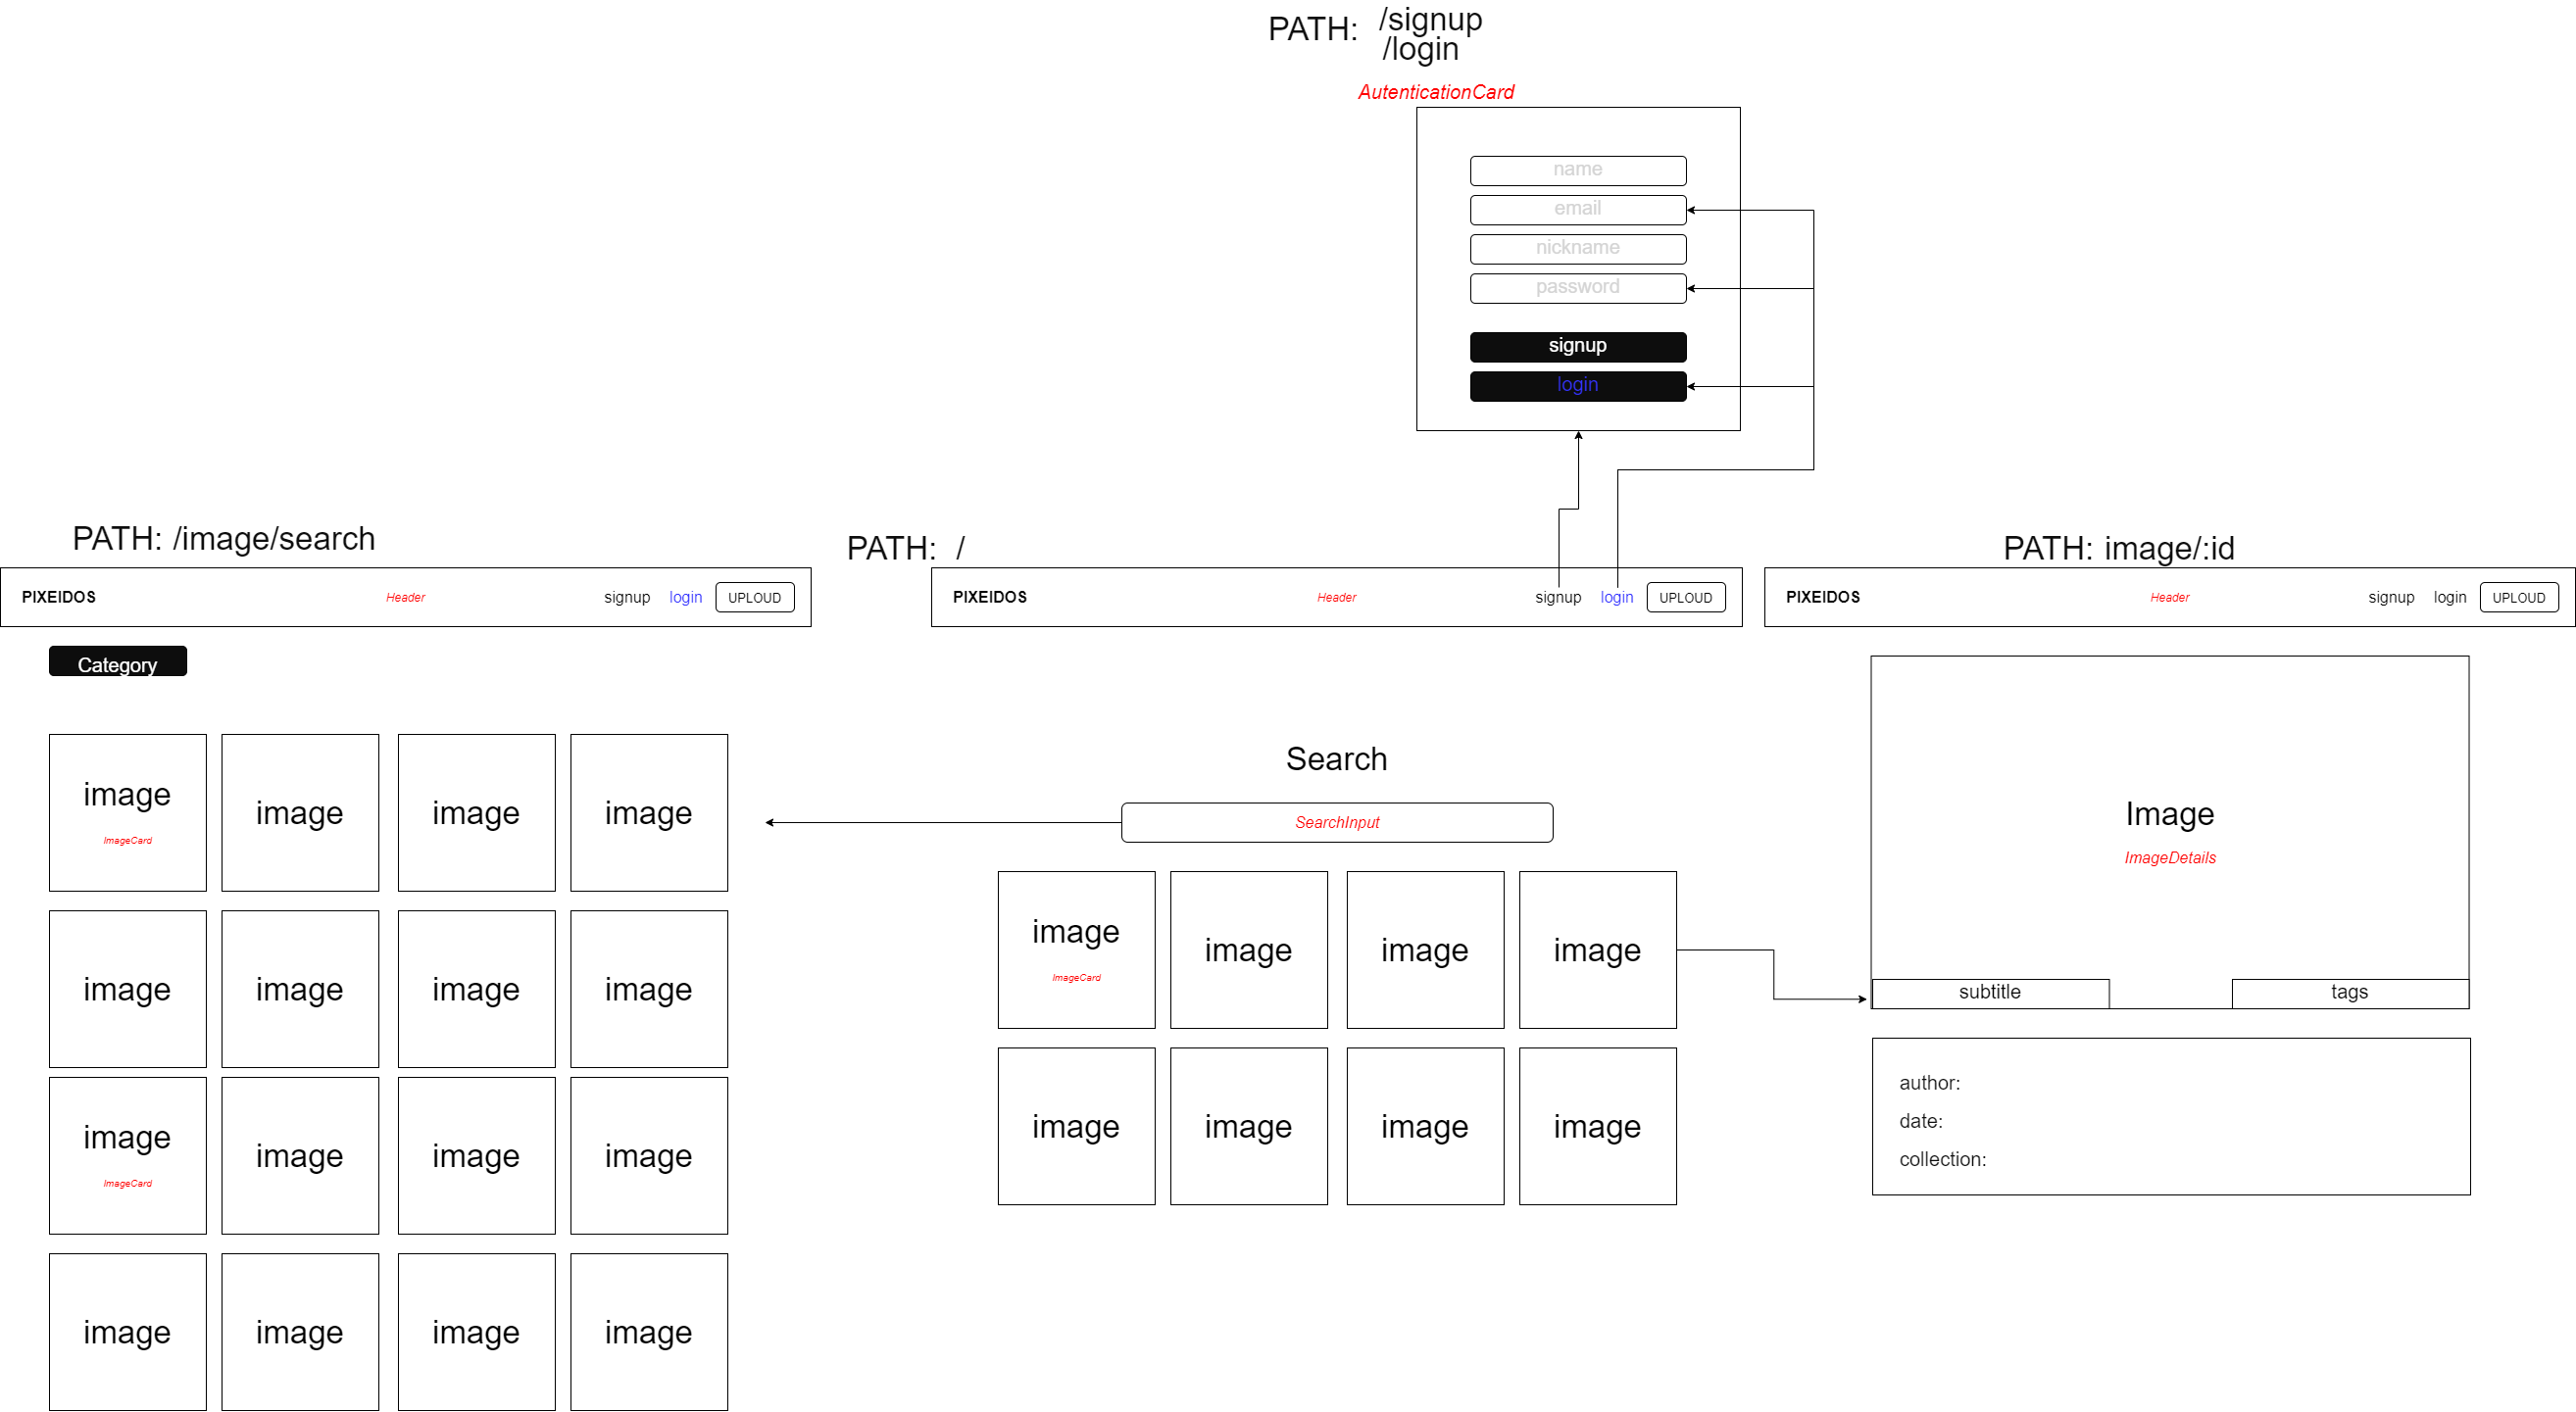 PATH: /signup
/login
AutenticationCard
name
email
nickname
password
signup
login
PATH: /image/search
PIXEIDOS Header signup login UPLOUD
Category
image image image image
ImageCard
image image image image
image image image image
ImageCard
image image image image
PATH: /
PIXEIDOS Header signup login UPLOUD
Search
SearchInput
image image image image
ImageCard
image image image image
PATH: image/:id
PIXEIDOS Header signup login UPLOUD
Image
ImageDetails
subtitle tags
author:
date:
collection: